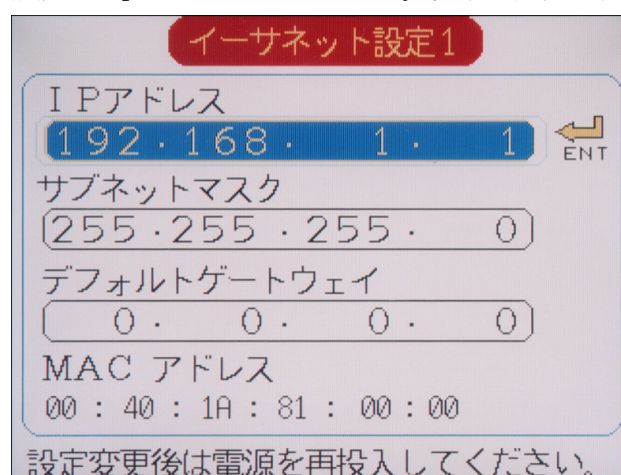 イーサネット設定1
IPアドレス
192.168. 1. 1
ENT
サブネットマスク
255.255.255. 0
デフォルトゲートウェイ
0. 0. 0. 0
MAC アドレス
00 : 40 : 1A : 81 : 00 : 00
設定変更後は電源を再投入してください。